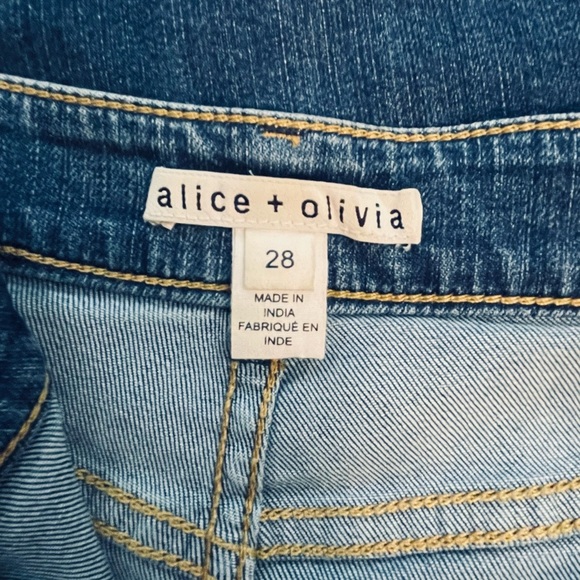 alice + olivia
28
MADE IN
INDIA
FABRIQUÉ EN
INDE